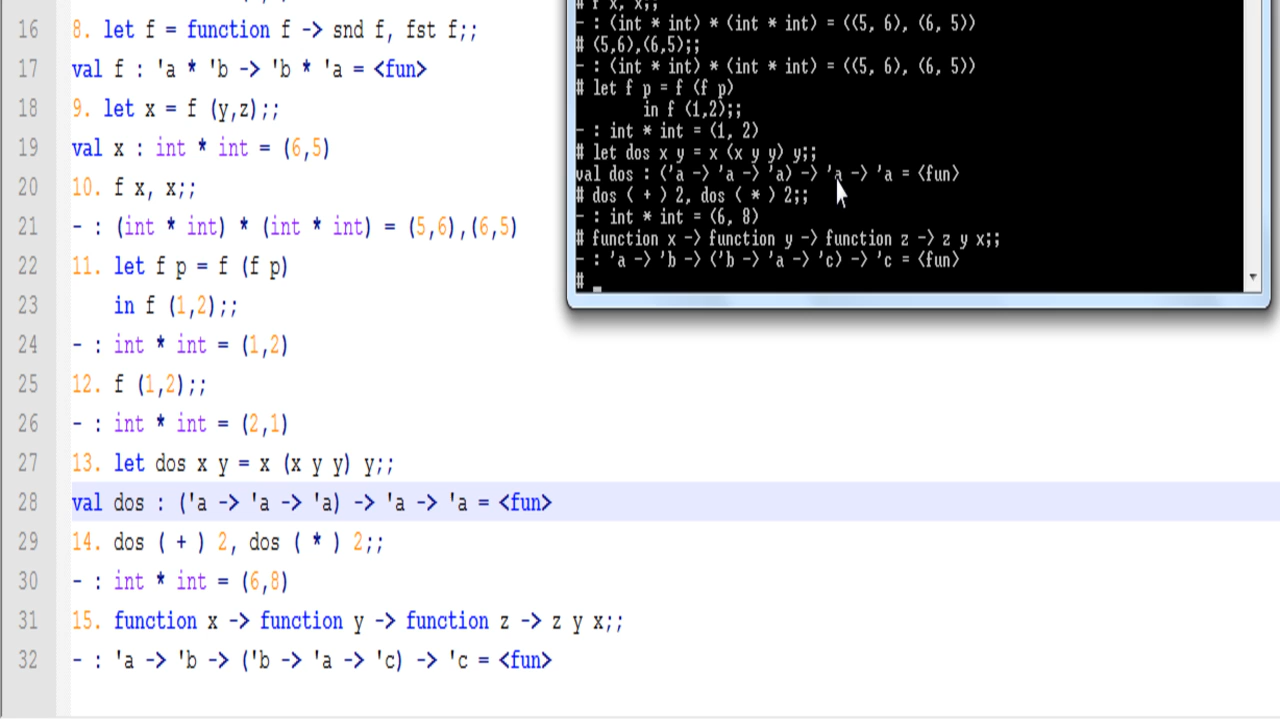 16 8. let f = function f -> snd f, fst f;;
17 val f : 'a * 'b -> 'b * 'a = <fun>
18 9. let x = f (y,z);;
19 val x : int * int = (6,5)
20 10. f x, x;;
21 - : (int * int) * (int * int) = (5,6),(6,5)
22 11. let f p = f (f p)
23 in f (1,2);;
24 - : int * int = (1,2)
25 12. f (1,2);;
26 - : int * int = (2,1)
27 13. let dos x y = x (x y y) y;;
28 val dos : ('a -> 'a -> 'a) -> 'a -> 'a = <fun>
29 14. dos ( + ) 2, dos ( * ) 2;;
30 - : int * int = (6,8)
31 15. function x -> function y -> function z -> z y x;;
32 - : 'a -> 'b -> ('b -> 'a -> 'c) -> 'c = <fun>
# f x, x;;
- : (int * int) * (int * int) = ((5, 6), (6, 5))
# (5,6),(6,5);;
- : (int * int) * (int * int) = ((5, 6), (6, 5))
# let f p = f (f p)
in f (1,2);;
- : int * int = (1, 2)
# let dos x y = x (x y y) y;;
val dos : ('a -> 'a -> 'a) -> 'a -> 'a = <fun>
# dos ( + ) 2, dos ( * ) 2;;
- : int * int = (6, 8)
# function x -> function y -> function z -> z y x;;
- : 'a -> 'b -> ('b -> 'a -> 'c) -> 'c = <fun>
#